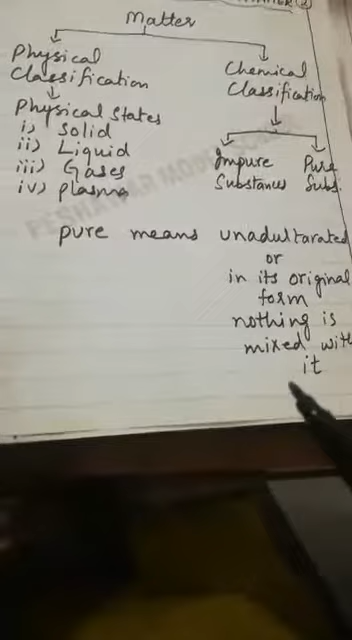 Matter
Physical
Classification
Chemical
Classification
Physical States
i) Solid
ii) Liquid
iii) Gases
iv) Plasma
Impure
Substances
Pure
Subs.
pure means unadultarated
or
in its original
form
nothing is
mixed with
it